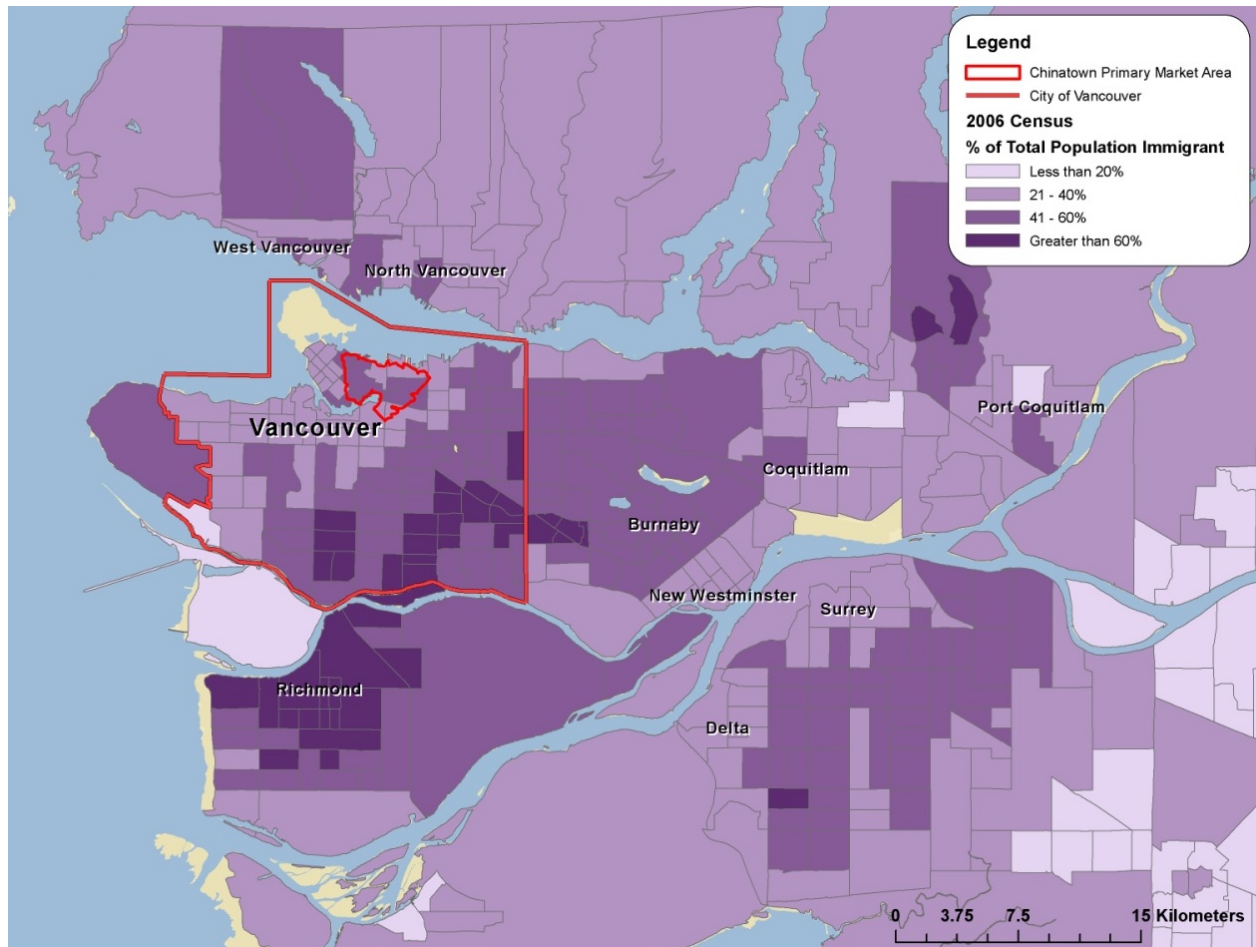 Legend
Chinatown Primary Market Area
City of Vancouver
2006 Census
% of Total Population Immigrant
Less than 20%
21 - 40%
41 - 60%
Greater than 60%
West Vancouver
North Vancouver
Port Coquitlam
Vancouver
Coquitlam
Burnaby
New Westminster
Surrey
Richmond
Delta
0 3.75 7.5 15 Kilometers